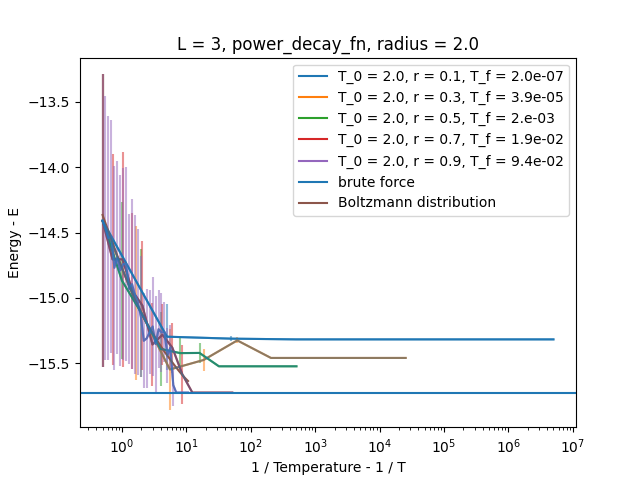 L = 3, power_decay_fn, radius = 2.0
T_0 = 2.0, r = 0.1, T_f = 2.0e-07
T_0 = 2.0, r = 0.3, T_f = 3.9e-05
T_0 = 2.0, r = 0.5, T_f = 2.e-03
T_0 = 2.0, r = 0.7, T_f = 1.9e-02
T_0 = 2.0, r = 0.9, T_f = 9.4e-02
brute force
Boltzmann distribution
Energy - E
−13.5
−14.0
−14.5
−15.0
−15.5
10⁰ 10¹ 10² 10³ 10⁴ 10⁵ 10⁶ 10⁷
1 / Temperature - 1 / T